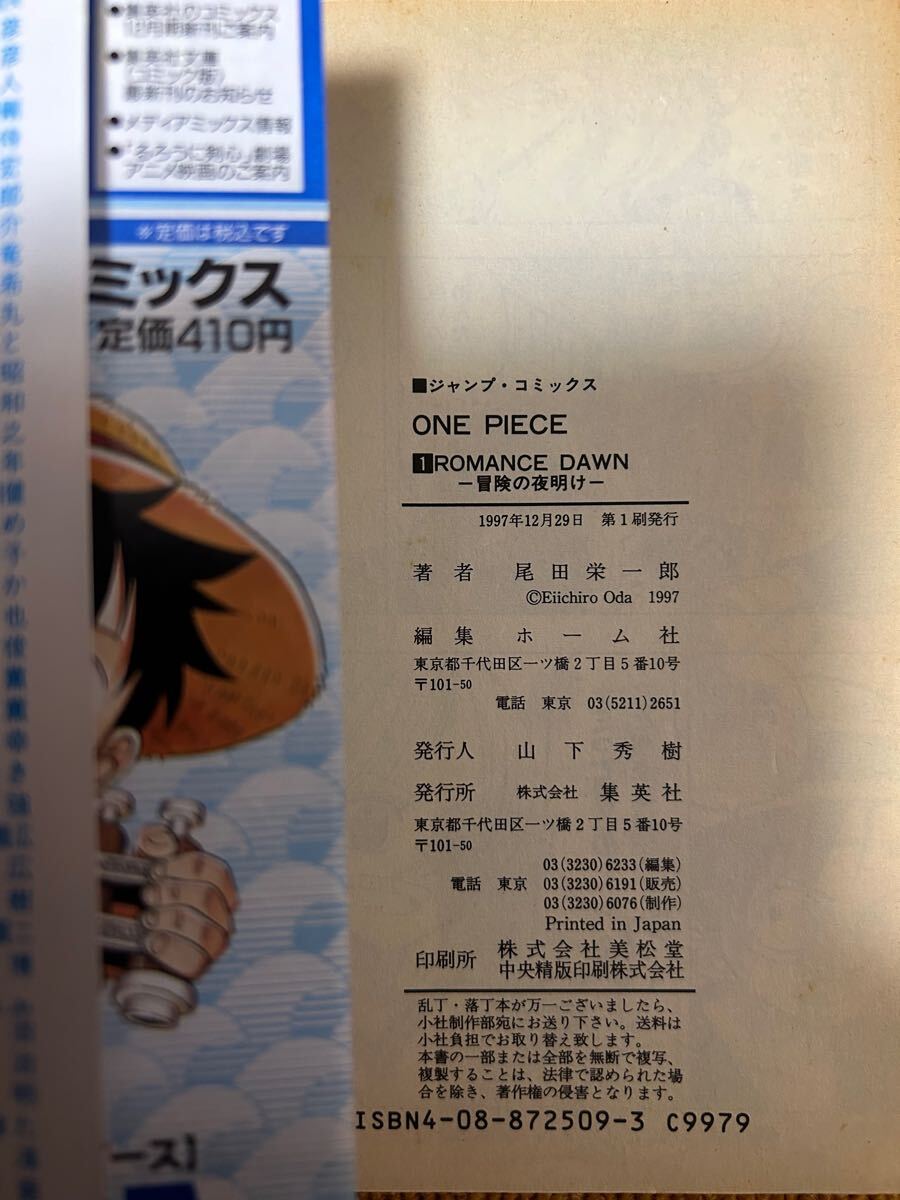 集英社のコミックス
12月期新刊ご案内
集英社文庫
(コミック版)
最新刊のお知らせ
メディアミックス情報
「るろうに剣心」劇場
アニメ映画のご案内
※定価は税込です
ミックス
定価410円
ース]
■ジャンプ・コミックス
ONE PIECE
1 ROMANCE DAWN
―冒険の夜明け―
1997年12月29日 第1刷発行
著者 尾田栄一郎
©Eiichiro Oda 1997
編集 ホーム社
東京都千代田区一ツ橋2丁目5番10号
〒101-50
電話 東京 03(5211)2651
発行人 山下秀樹
発行所 株式会社 集英社
東京都千代田区一ツ橋2丁目5番10号
〒101-50
03(3230)6233(編集)
電話 東京 03(3230)6191(販売)
03(3230)6076(制作)
Printed in Japan
印刷所 株式会社美松堂
中央精版印刷株式会社
乱丁・落丁本が万一ございましたら、
小社制作部宛にお送り下さい。送料は
小社負担でお取り替え致します。
本書の一部または全部を無断で複写、
複製することは、法律で認められた場
合を除き、著作権の侵害となります。
ISBN4-08-872509-3 C9979